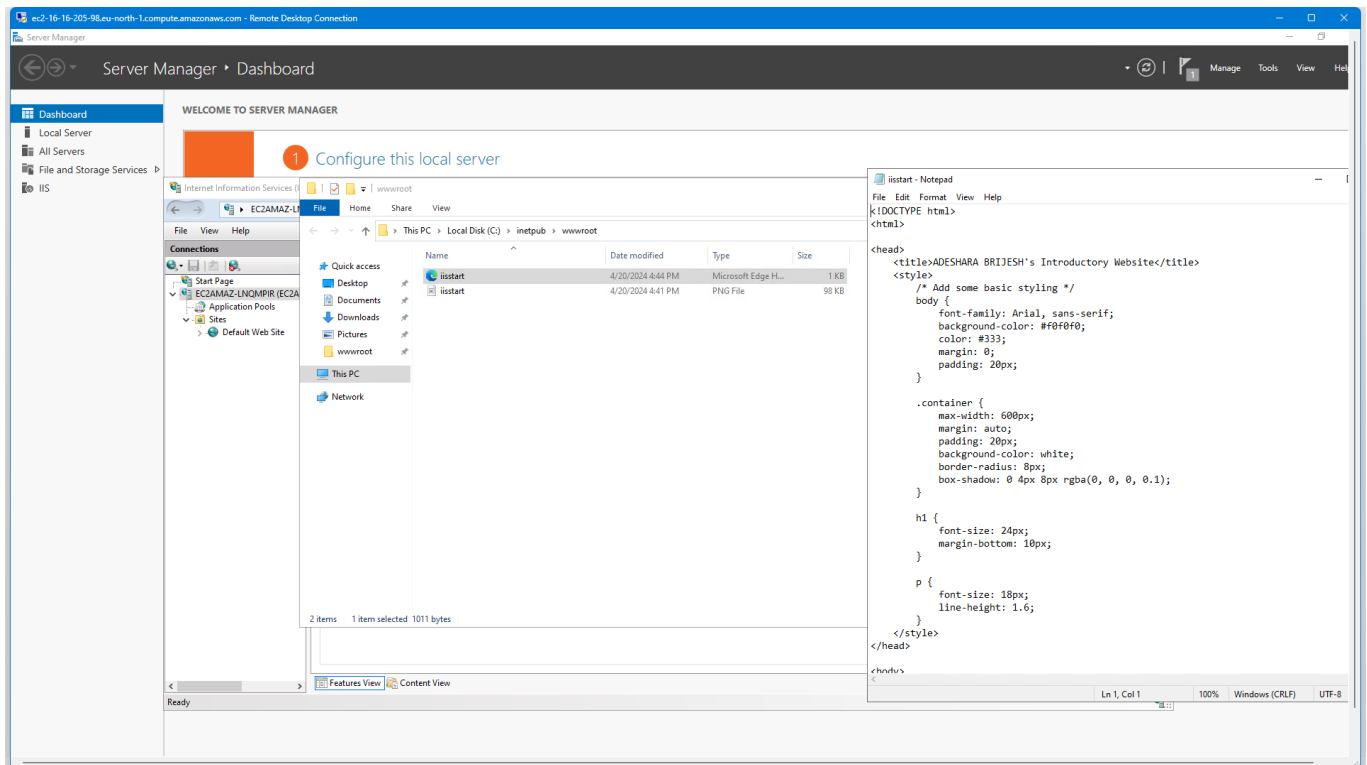 ec2-16-16-205-98.eu-north-1.compute.amazonaws.com - Remote Desktop Connection
Server Manager
Server Manager • Dashboard
1
Manage Tools View Hel
Dashboard
Local Server
All Servers
File and Storage Services
IIS
WELCOME TO SERVER MANAGER
1 Configure this local server
Internet Information Services (
EC2AMAZ-L
File View Help
Connections
Start Page
EC2AMAZ-LNQMPIR (EC2A
Application Pools
Sites
Default Web Site
wwwroot
File Home Share View
This PC > Local Disk (C:) > inetpub > wwwroot
Quick access
Desktop
Documents
Downloads
Pictures
wwwroot
This PC
Network
Name Date modified Type Size
iisstart 4/20/2024 4:44 PM Microsoft Edge H... 1 KB
iisstart 4/20/2024 4:41 PM PNG File 98 KB
2 items 1 item selected 1011 bytes
Features View Content View
Ready
iisstart - Notepad
File Edit Format View Help
<!DOCTYPE html>
<html>
<head>
<title>ADESHARA BRIJESH's Introductory Website</title>
<style>
/* Add some basic styling */
body {
font-family: Arial, sans-serif;
background-color: #f0f0f0;
color: #333;
margin: 0;
padding: 20px;
}
.container {
max-width: 600px;
margin: auto;
padding: 20px;
background-color: white;
border-radius: 8px;
box-shadow: 0 4px 8px rgba(0, 0, 0, 0.1);
}
h1 {
font-size: 24px;
margin-bottom: 10px;
}
p {
font-size: 18px;
line-height: 1.6;
}
</style>
</head>
<body>
Ln 1, Col 1 100% Windows (CRLF) UTF-8